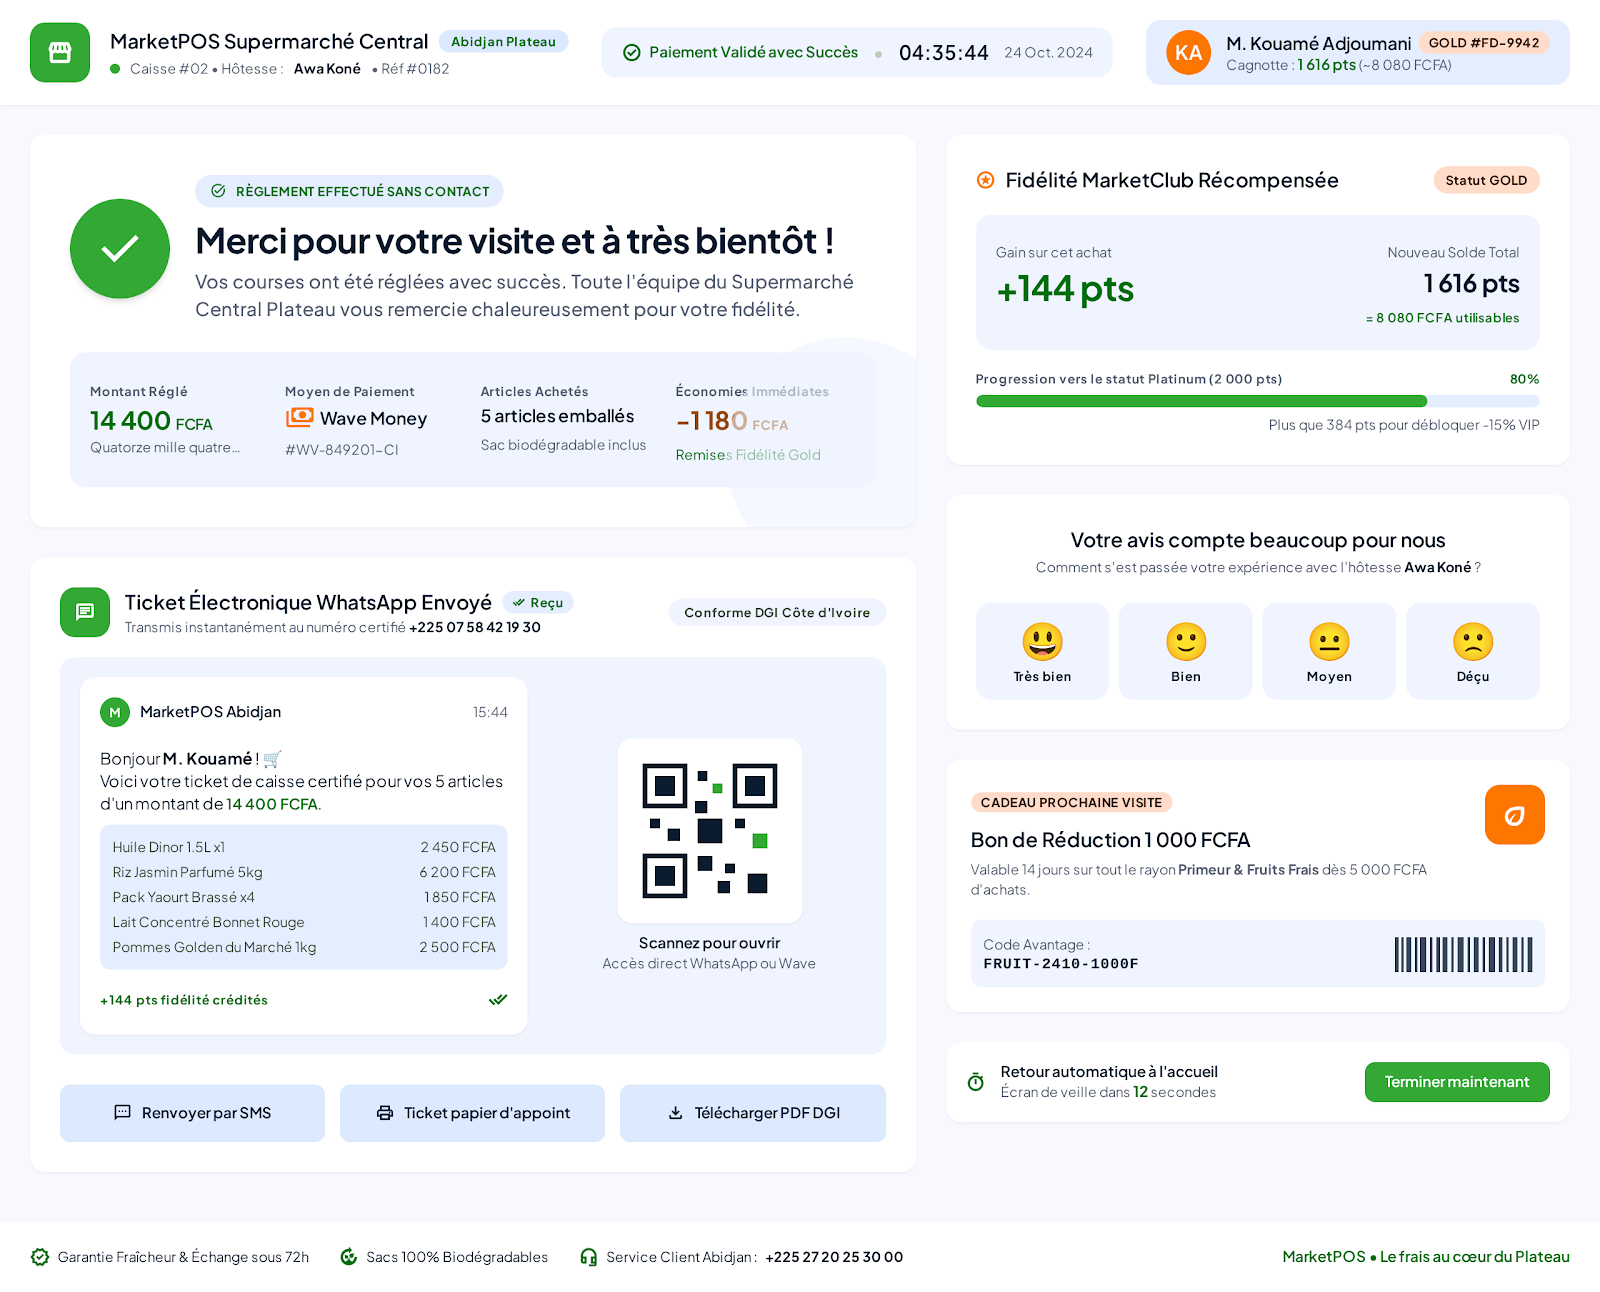 MarketPOS Supermarché Central Abidjan Plateau
Caisse #02 • Hôtesse : Awa Koné • Réf #0182
Paiement Validé avec Succès • 04:35:44 24 Oct. 2024
KA
M. Kouamé Adjoumani GOLD #FD-9942
Cagnotte : 1 616 pts (~8 080 FCFA)
RÈGLEMENT EFFECTUÉ SANS CONTACT
Merci pour votre visite et à très bientôt !
Vos courses ont été réglées avec succès. Toute l'équipe du Supermarché
Central Plateau vous remercie chaleureusement pour votre fidélité.
Montant Réglé
14 400 FCFA
Quatorze mille quatre...
Moyen de Paiement
Wave Money
#WV-849201-CI
Articles Achetés
5 articles emballés
Sac biodégradable inclus
Économies Immédiates
-1 180 FCFA
Remises Fidélité Gold
Ticket Électronique WhatsApp Envoyé Reçu
Transmis instantanément au numéro certifié +225 07 58 42 19 30
Conforme DGI Côte d'Ivoire
M MarketPOS Abidjan 15:44
Bonjour M. Kouamé ! 🛒
Voici votre ticket de caisse certifié pour vos 5 articles
d'un montant de 14 400 FCFA.
Huile Dinor 1.5L x1 2 450 FCFA
Riz Jasmin Parfumé 5kg 6 200 FCFA
Pack Yaourt Brassé x4 1 850 FCFA
Lait Concentré Bonnet Rouge 1 400 FCFA
Pommes Golden du Marché 1kg 2 500 FCFA
+144 pts fidélité crédités
Scannez pour ouvrir
Accès direct WhatsApp ou Wave
Renvoyer par SMS
Ticket papier d'appoint
Télécharger PDF DGI
Fidélité MarketClub Récompensée Statut GOLD
Gain sur cet achat
+144 pts
Nouveau Solde Total
1 616 pts
= 8 080 FCFA utilisables
Progression vers le statut Platinum (2 000 pts) 80%
Plus que 384 pts pour débloquer -15% VIP
Votre avis compte beaucoup pour nous
Comment s'est passée votre expérience avec l'hôtesse Awa Koné ?
Très bien
Bien
Moyen
Déçu
CADEAU PROCHAINE VISITE
Bon de Réduction 1 000 FCFA
Valable 14 jours sur tout le rayon Primeur & Fruits Frais dès 5 000 FCFA
d'achats.
Code Avantage :
FRUIT-2410-1000F
Retour automatique à l'accueil
Écran de veille dans 12 secondes
Terminer maintenant
Garantie Fraîcheur & Échange sous 72h
Sacs 100% Biodégradables
Service Client Abidjan : +225 27 20 25 30 00
MarketPOS • Le frais au cœur du Plateau